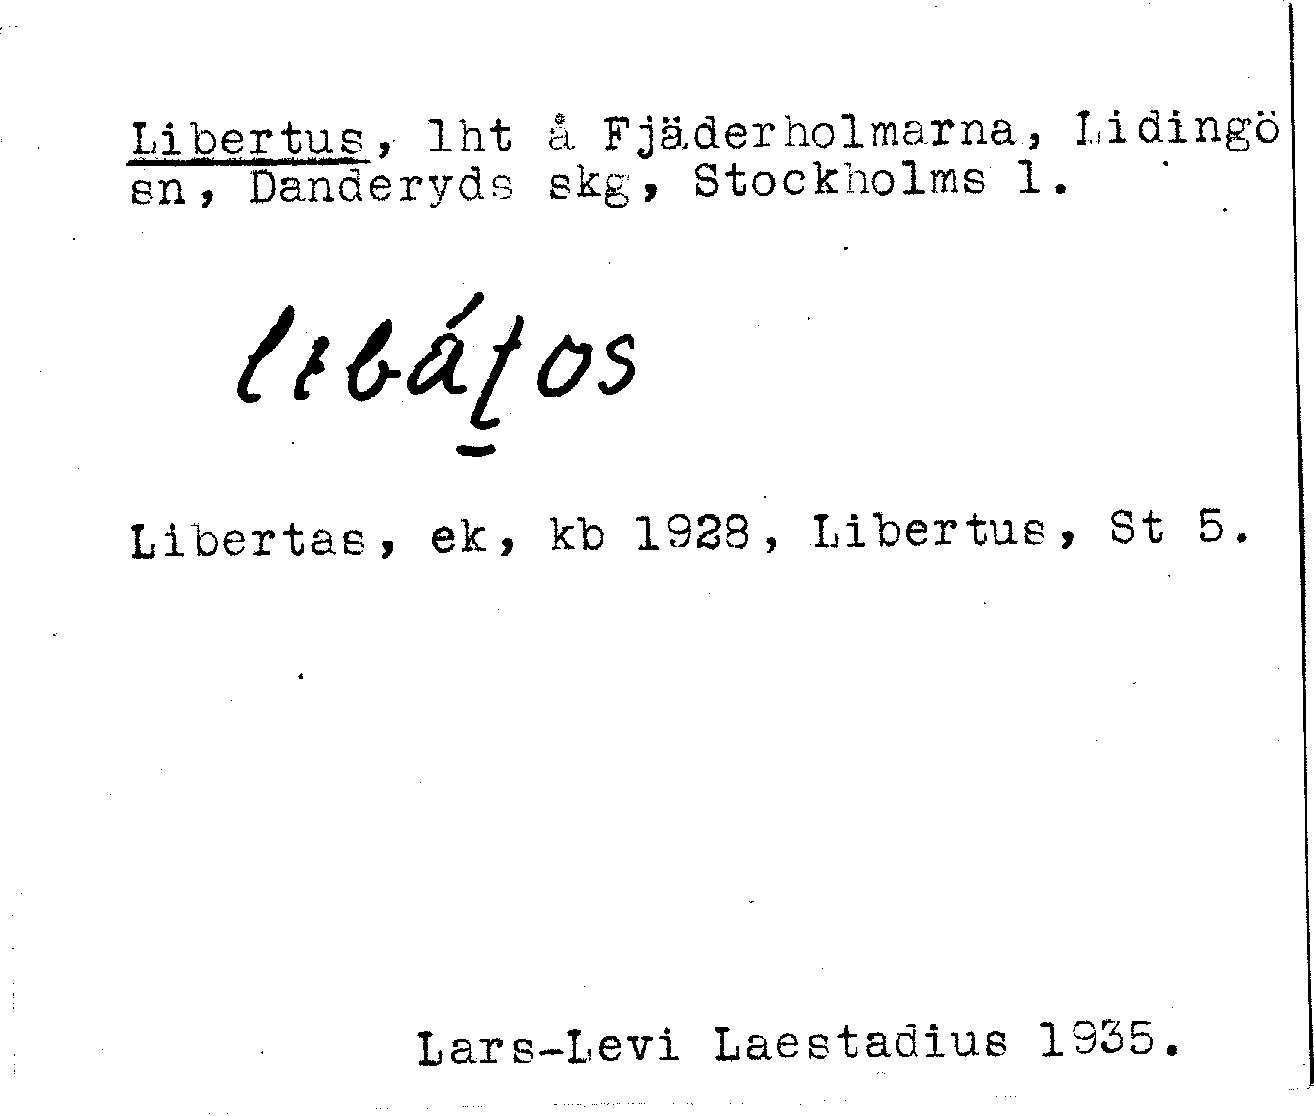 Libertus, lht å Fjäderholmarna, Lidingö
sn, Danderyds skg, Stockholms l.
libáṯos
Libertas, ek, kb 1928, Libertus, St 5.
Lars-Levi Laestadius 1935.